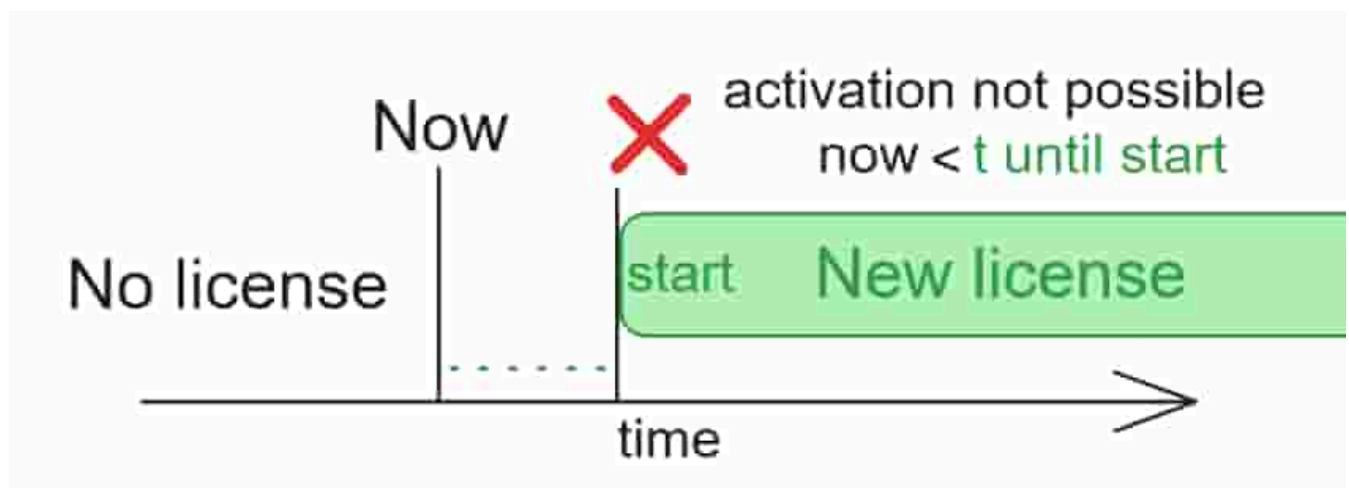 Now
activation not possible
now < t until start
No license
start
New license
time